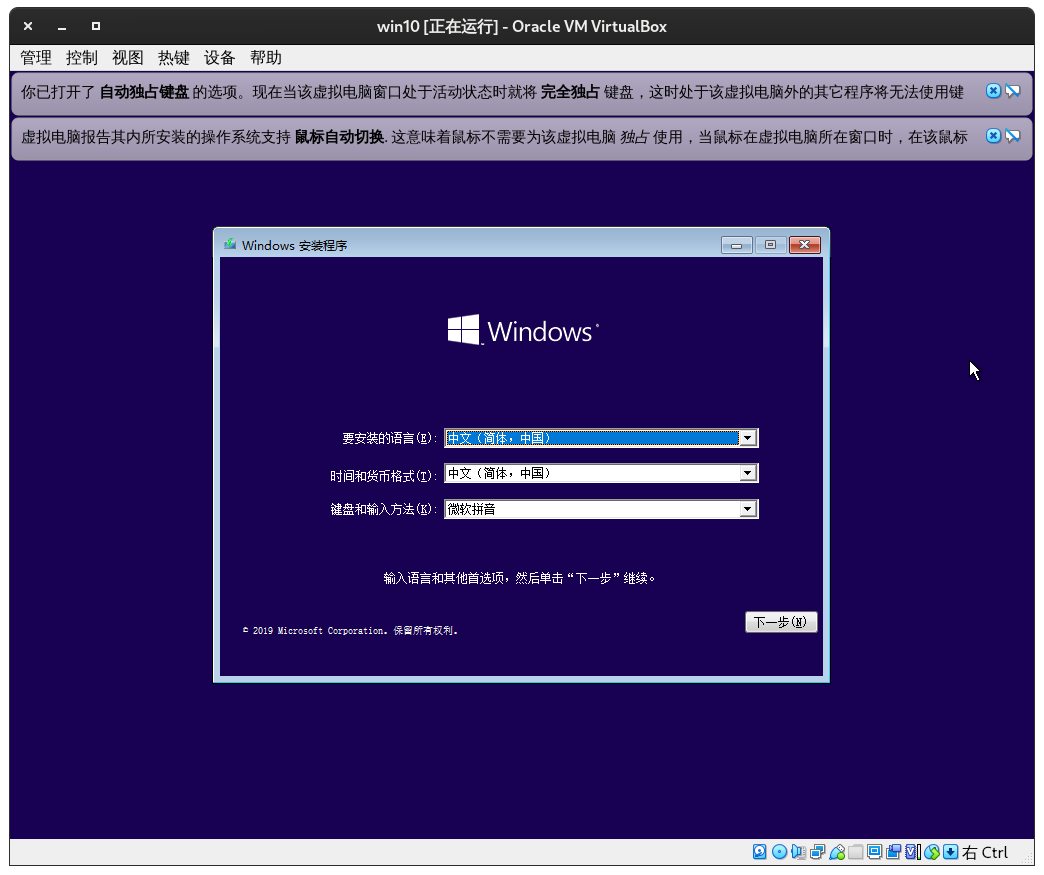 win10 [正在运行] - Oracle VM VirtualBox
管理 控制 视图 热键 设备 帮助
你已打开了 自动独占键盘 的选项。现在当该虚拟电脑窗口处于活动状态时就将 完全独占 键盘，这时处于该虚拟电脑外的其它程序将无法使用键
虚拟电脑报告其内所安装的操作系统支持 鼠标自动切换. 这意味着鼠标不需要为该虚拟电脑 独占 使用，当鼠标在虚拟电脑所在窗口时，在该鼠标
Windows 安装程序
Windows
要安装的语言(E): 中文（简体，中国）
时间和货币格式(T): 中文（简体，中国）
键盘和输入方法(K): 微软拼音
输入语言和其他首选项，然后单击“下一步”继续。
下一步(N)
© 2019 Microsoft Corporation. 保留所有权利。
右 Ctrl